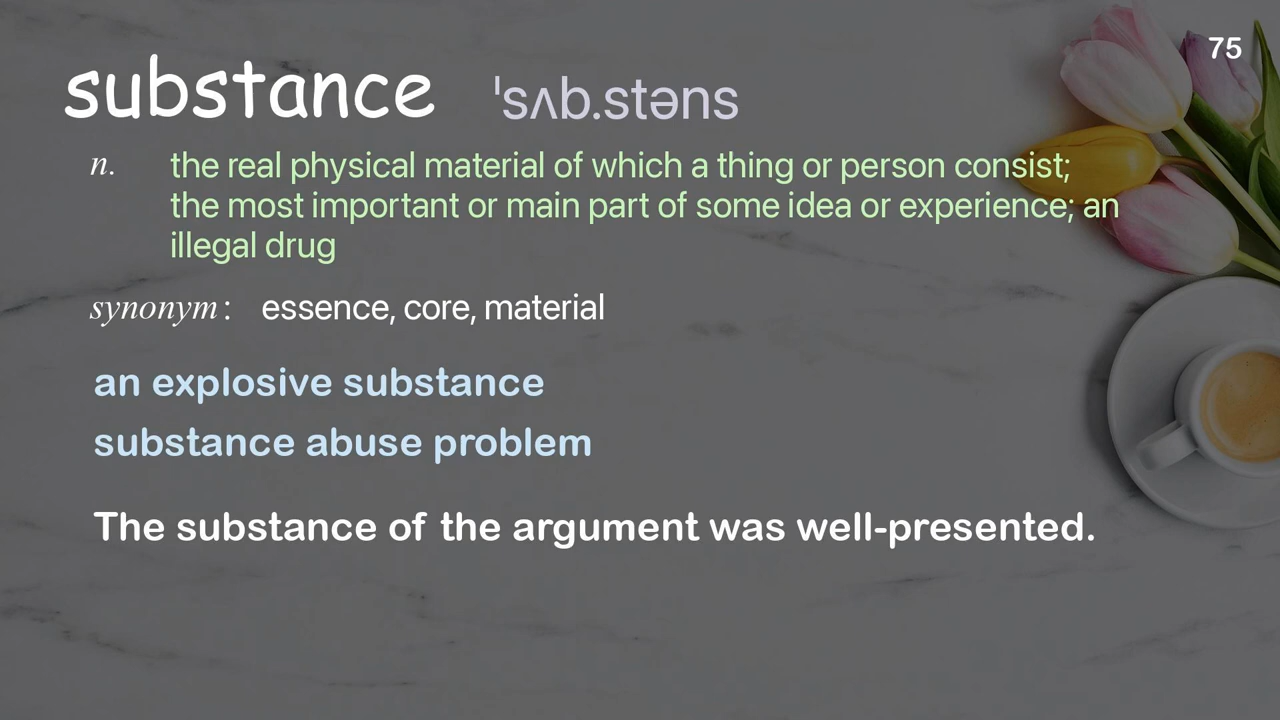 75
substance ˈsʌb.stəns
n. the real physical material of which a thing or person consist;
the most important or main part of some idea or experience; an
illegal drug
synonym: essence, core, material
an explosive substance
substance abuse problem
The substance of the argument was well-presented.